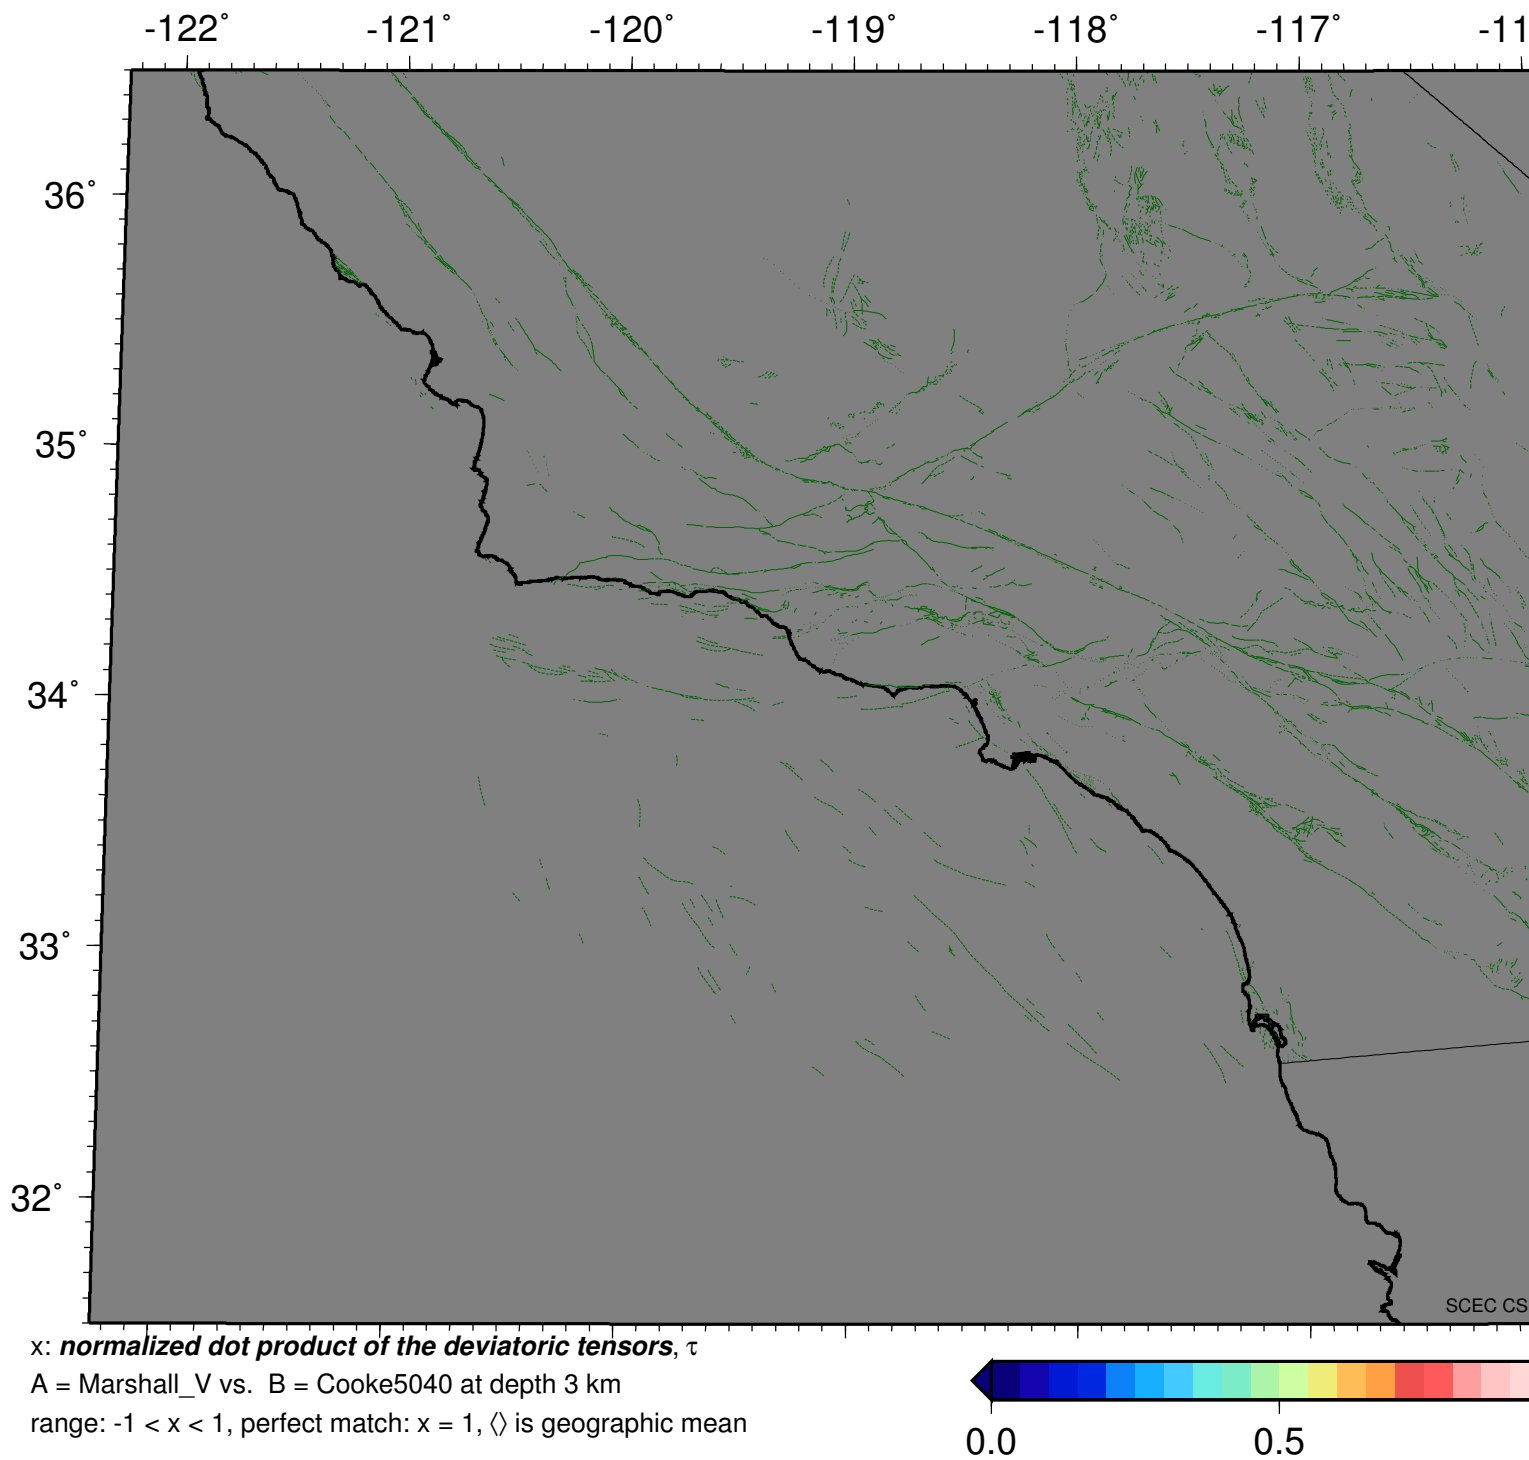 -122° -121° -120° -119° -118° -117° -11
36°
35°
34°
33°
32°
SCEC CS
x: normalized dot product of the deviatoric tensors, τ
A = Marshall_V vs. B = Cooke5040 at depth 3 km
range: -1 < x < 1, perfect match: x = 1, ⟨⟩ is geographic mean
0.0 0.5